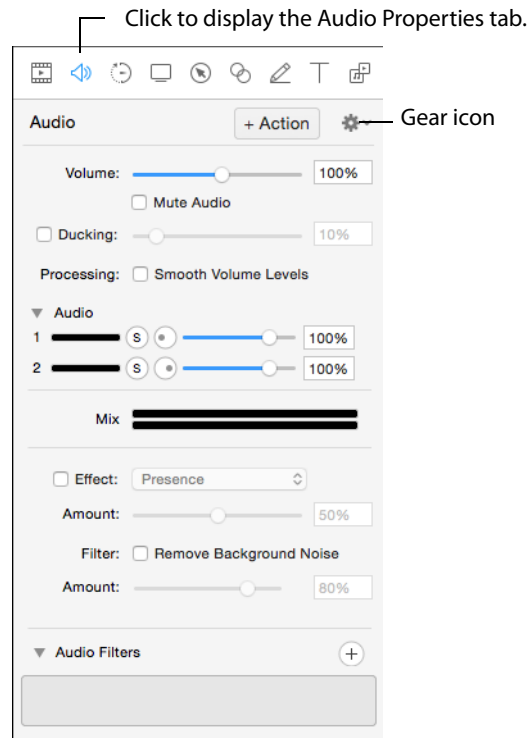 Click to display the Audio Properties tab.
Audio
+ Action
Gear icon
Volume:
100%
Mute Audio
Ducking:
10%
Processing:
Smooth Volume Levels
Audio
1
S
100%
2
S
100%
Mix
Effect:
Presence
Amount:
50%
Filter:
Remove Background Noise
Amount:
80%
Audio Filters